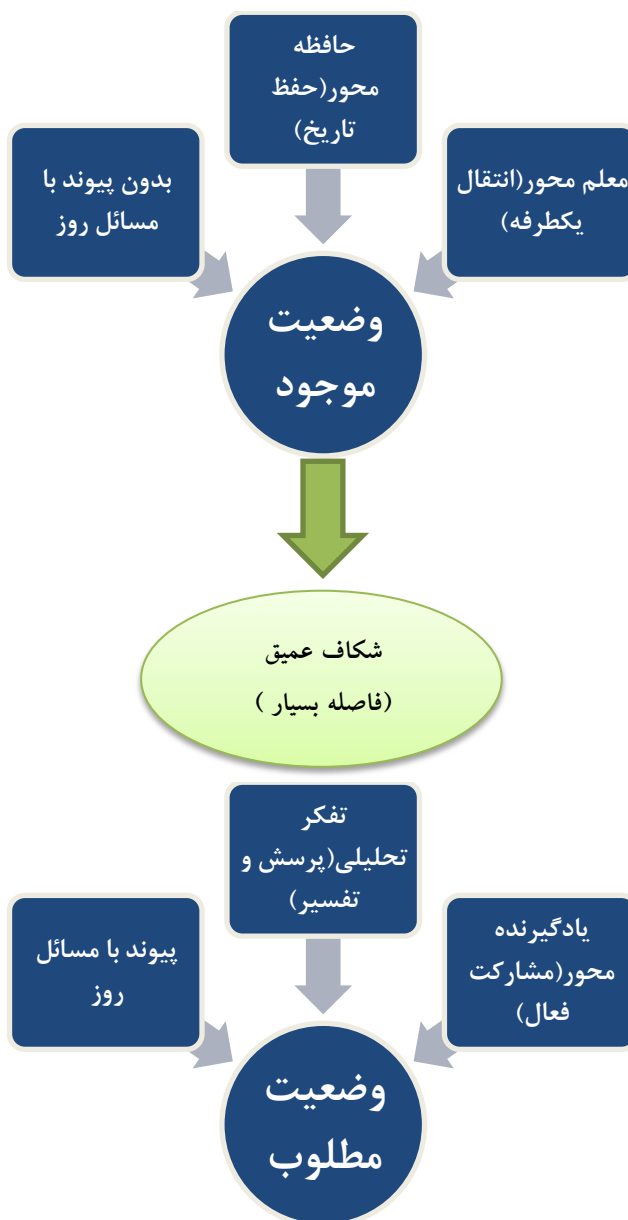 حافظه
محور(حفظ
تاریخ)
معلم محور(انتقال
یکطرفه)
بدون پیوند با
مسائل روز
وضعیت
موجود
شکاف عمیق
(فاصله بسیار )
تفکر
تحلیلی(پرسش و
تفسیر)
یادگیرنده
محور(مشارکت
فعال)
پیوند با مسائل
روز
وضعیت
مطلوب